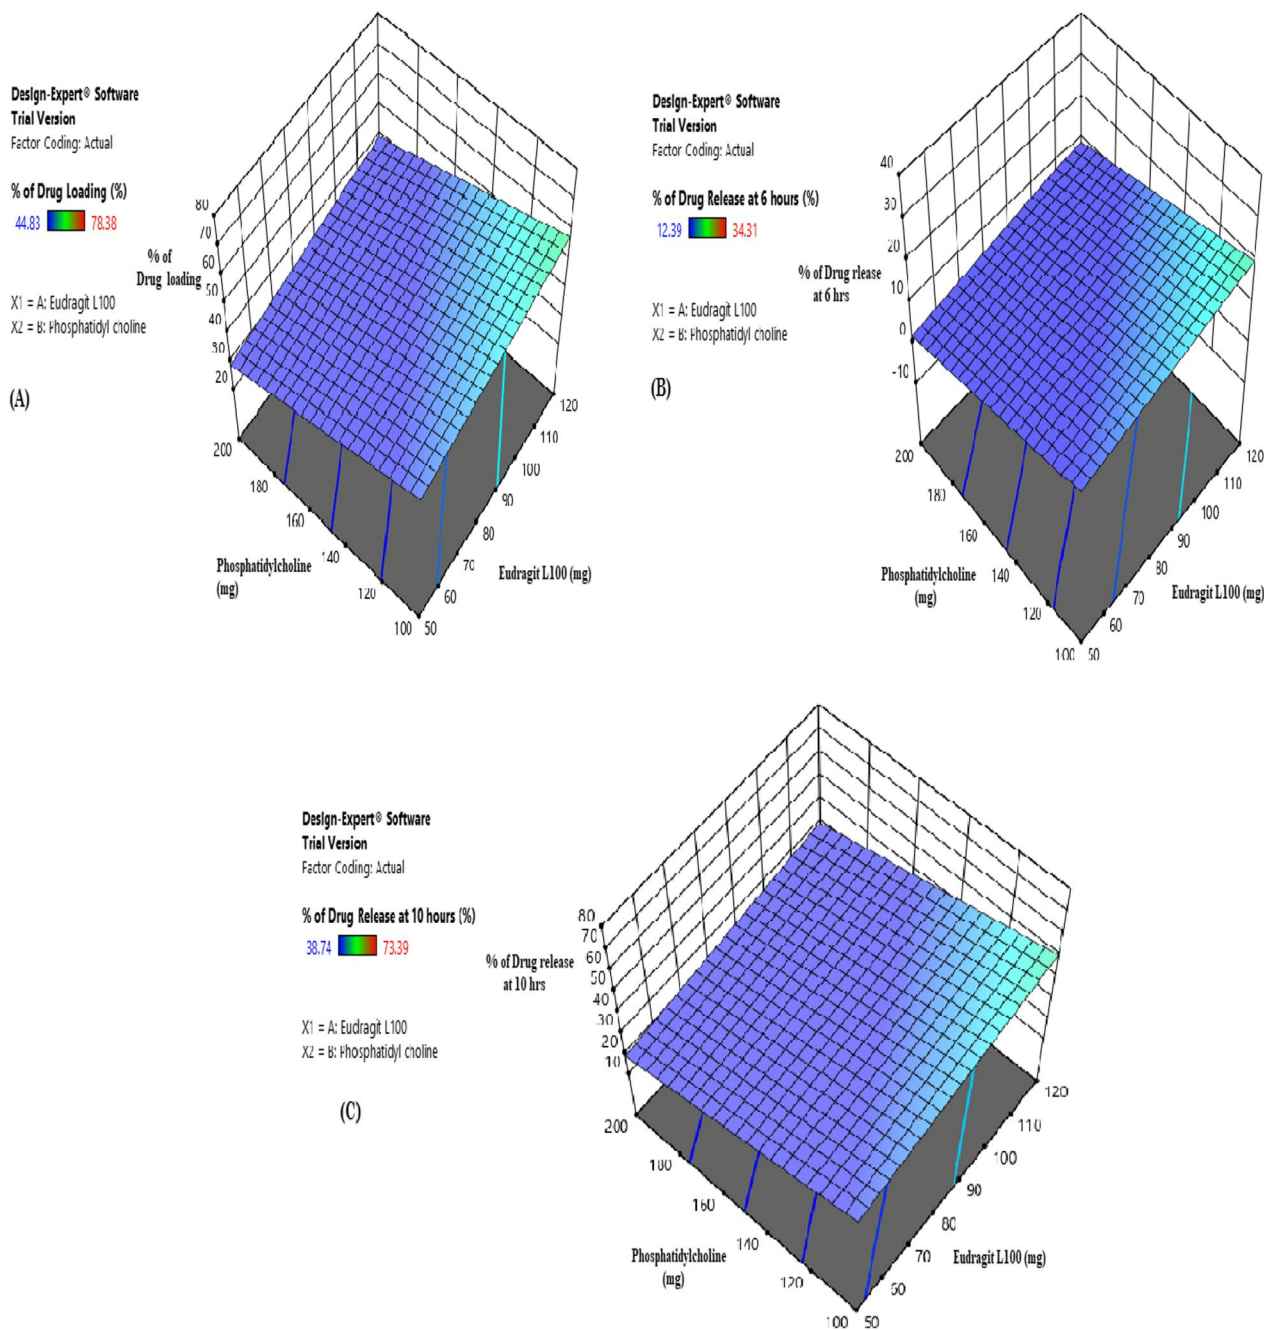 Design-Expert® Software
Trial Version
Factor Coding: Actual
% of Drug Loading (%)
44.83 78.38
X1 = A: Eudragit L100
X2 = B: Phosphatidyl choline
(A)
% of
Drug loading
80
70
60
50
40
30
20
200
180
160
140
120
100
50
60
70
80
90
100
110
120
Phosphatidylcholine
(mg)
Eudragit L100 (mg)
Design-Expert® Software
Trial Version
Factor Coding: Actual
% of Drug Release at 6 hours (%)
12.39 34.31
X1 = A: Eudragit L100
X2 = B: Phosphatidyl choline
(B)
% of Drug rlease
at 6 hrs
40
30
20
10
0
-10
200
180
160
140
120
100
50
60
70
80
90
100
110
120
Phosphatidylcholine
(mg)
Eudragit L100 (mg)
Design-Expert® Software
Trial Version
Factor Coding: Actual
% of Drug Release at 10 hours (%)
38.74 73.39
X1 = A: Eudragit L100
X2 = B: Phosphatidyl choline
(C)
% of Drug release
at 10 hrs
80
70
60
50
40
30
20
10
200
180
160
140
120
100
50
60
70
80
90
100
110
120
Phosphatidylcholine
(mg)
Eudragit L100 (mg)